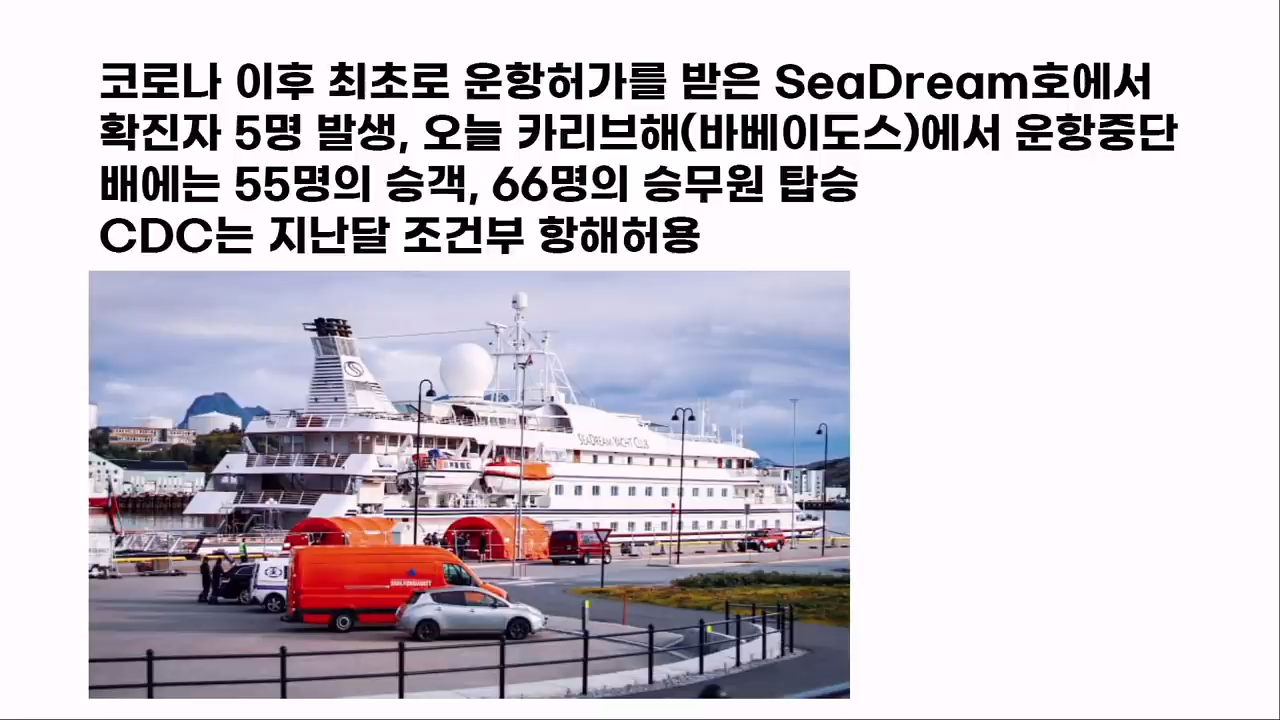 코로나 이후 최초로 운항허가를 받은 SeaDream호에서
확진자 5명 발생, 오늘 카리브해(바베이도스)에서 운항중단
배에는 55명의 승객, 66명의 승무원 탑승
CDC는 지난달 조건부 항해허용
SEADREAM YACHT CLUB